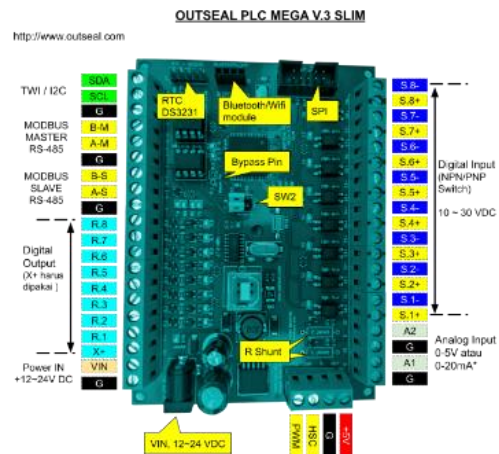 OUTSEAL PLC MEGA V.3 SLIM
http://www.outseal.com
TWI / I2C
SDA
SCL
G
MODBUS
MASTER
RS-485
B-M
A-M
G
MODBUS
SLAVE
RS-485
B-S
A-S
G
Digital
Output
(X+ harus
dipakai )
R.8
R.7
R.6
R.5
R.4
R.3
R.2
R.1
X+
Power IN
+12~24V DC
VIN
G
RTC
DS3231
Bluetooth/Wifi
module
SPI
Bypass Pin
SW2
R Shunt
VIN, 12~24 VDC
PWM
HSC
G
+5V
S.8-
S.8+
S.7-
S.7+
S.6-
S.6+
S.5-
S.5+
S.4-
S.4+
S.3-
S.3+
S.2-
S.2+
S.1-
S.1+
Digital Input
(NPN/PNP
Switch)
10 ~ 30 VDC
A2
G
A1
G
Analog Input
0-5V atau
0-20mA*